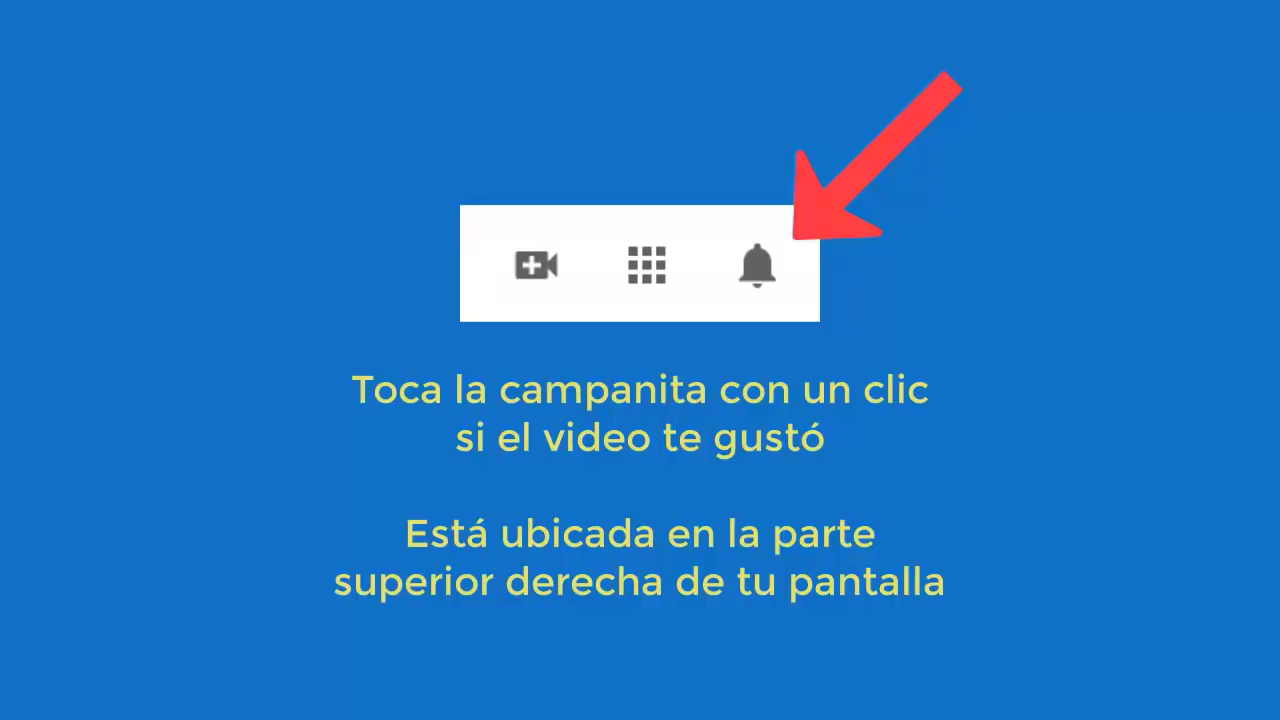 Toca la campanita con un clic
si el video te gustó
Está ubicada en la parte
superior derecha de tu pantalla